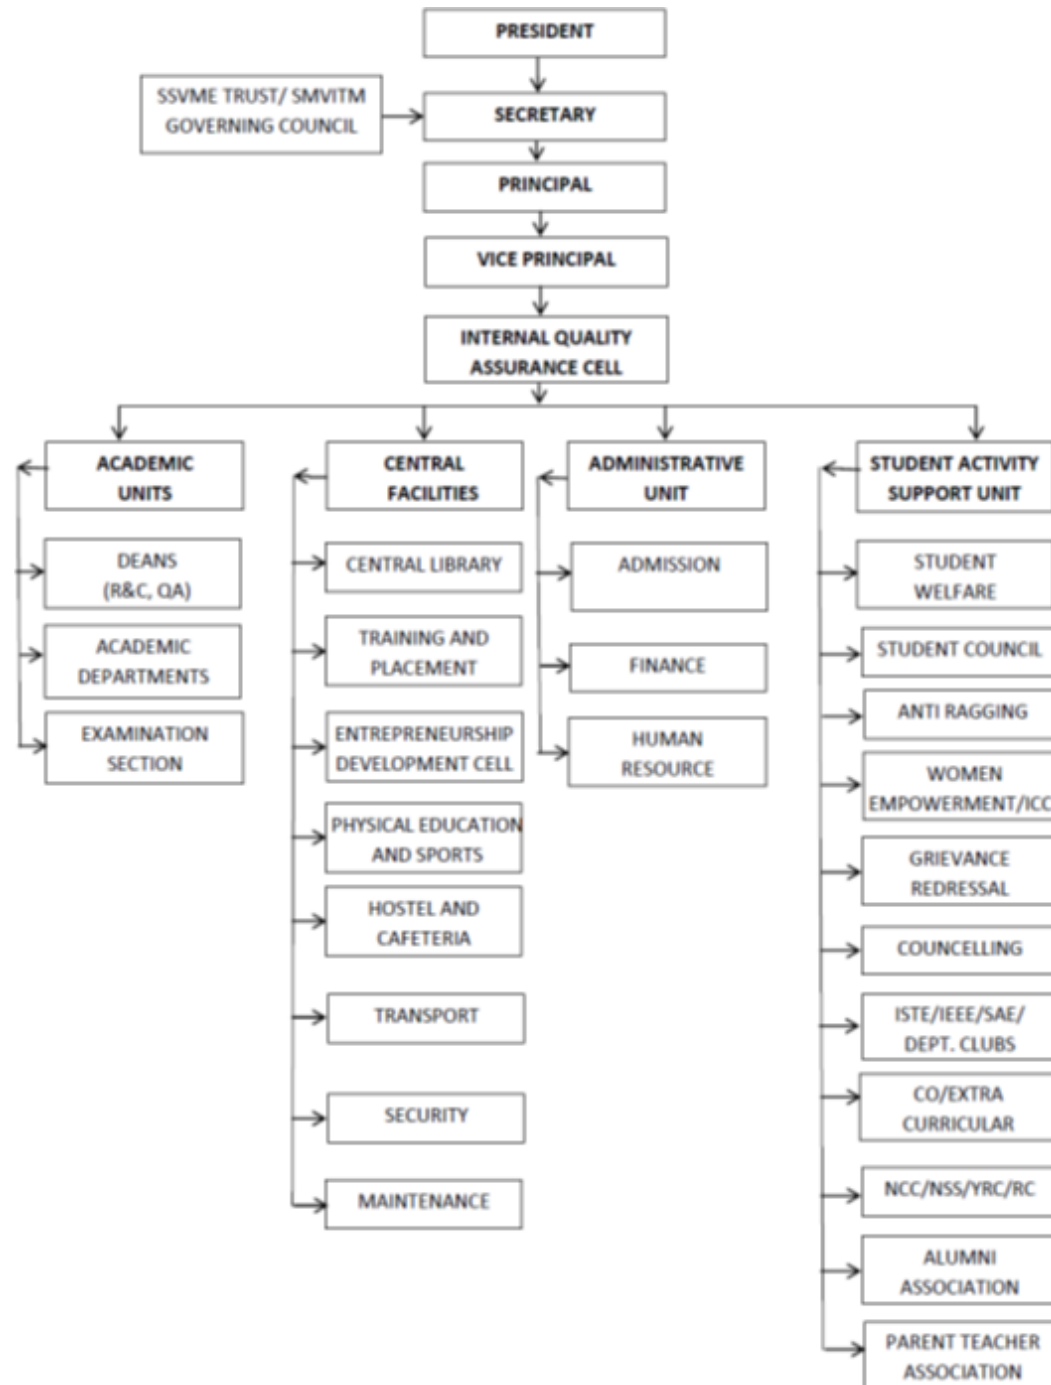 PRESIDENT
SSVME TRUST/ SMVITM
GOVERNING COUNCIL
SECRETARY
PRINCIPAL
VICE PRINCIPAL
INTERNAL QUALITY
ASSURANCE CELL
ACADEMIC
UNITS
DEANS
(R&C, QA)
ACADEMIC
DEPARTMENTS
EXAMINATION
SECTION
CENTRAL
FACILITIES
CENTRAL LIBRARY
TRAINING AND
PLACEMENT
ENTREPRENEURSHIP
DEVELOPMENT CELL
PHYSICAL EDUCATION
AND SPORTS
HOSTEL AND
CAFETERIA
TRANSPORT
SECURITY
MAINTENANCE
ADMINISTRATIVE
UNIT
ADMISSION
FINANCE
HUMAN
RESOURCE
STUDENT ACTIVITY
SUPPORT UNIT
STUDENT
WELFARE
STUDENT COUNCIL
ANTI RAGGING
WOMEN
EMPOWERMENT/ICC
GRIEVANCE
REDRESSAL
COUNCELLING
ISTE/IEEE/SAE/
DEPT. CLUBS
CO/EXTRA
CURRICULAR
NCC/NSS/YRC/RC
ALUMNI
ASSOCIATION
PARENT TEACHER
ASSOCIATION